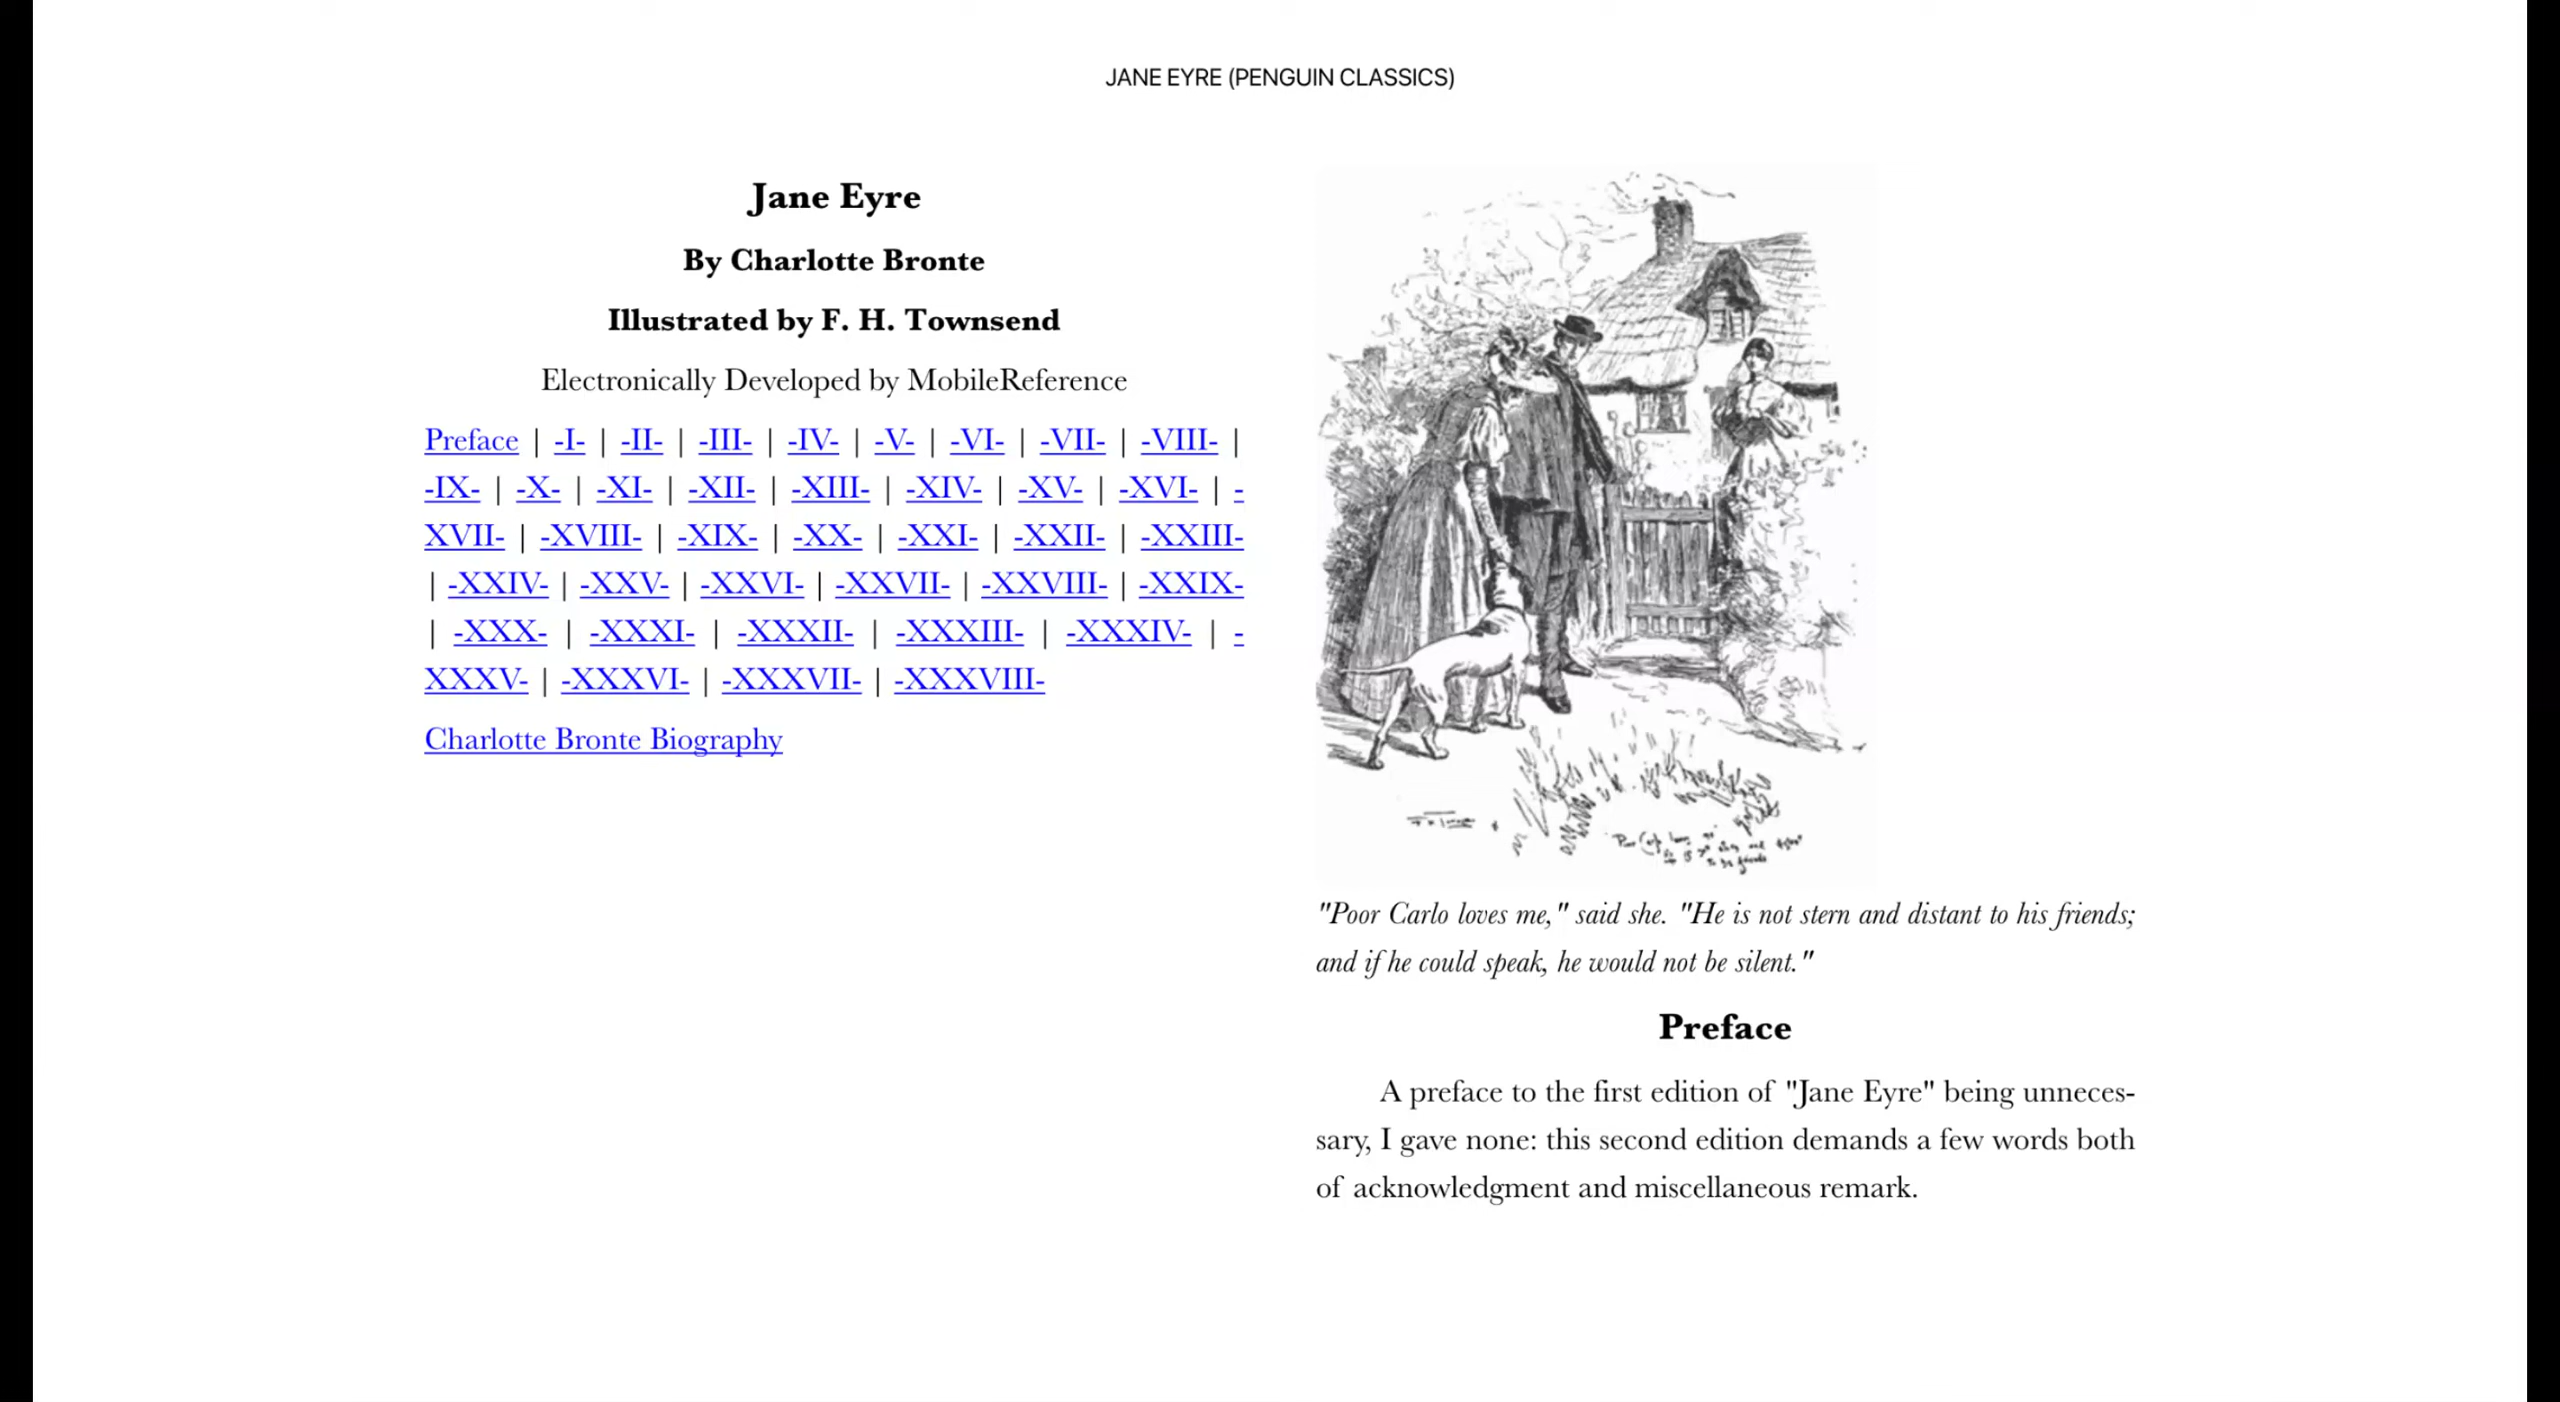 JANE EYRE (PENGUIN CLASSICS)
Jane Eyre
By Charlotte Bronte
Illustrated by F. H. Townsend
Electronically Developed by MobileReference
Preface | -I- | -II- | -III- | -IV- | -V- | -VI- | -VII- | -VIII- |
-IX- | -X- | -XI- | -XII- | -XIII- | -XIV- | -XV- | -XVI- | -
XVII- | -XVIII- | -XIX- | -XX- | -XXI- | -XXII- | -XXIII-
| -XXIV- | -XXV- | -XXVI- | -XXVII- | -XXVIII- | -XXIX-
| -XXX- | -XXXI- | -XXXII- | -XXXIII- | -XXXIV- | -
XXXV- | -XXXVI- | -XXXVII- | -XXXVIII-
Charlotte Bronte Biography
"Poor Carlo loves me," said she. "He is not stern and distant to his friends;
and if he could speak, he would not be silent."
Preface
A preface to the first edition of "Jane Eyre" being unneces-
sary, I gave none: this second edition demands a few words both
of acknowledgment and miscellaneous remark.